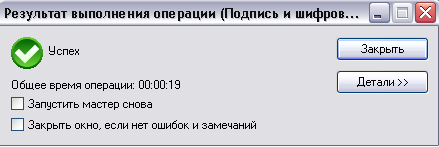 Результат выполнения операции (Подпись и шифров...
Успех
Закрыть
Общее время операции: 00:00:19
Детали >>
Запустить мастер снова
Закрыть окно, если нет ошибок и замечаний